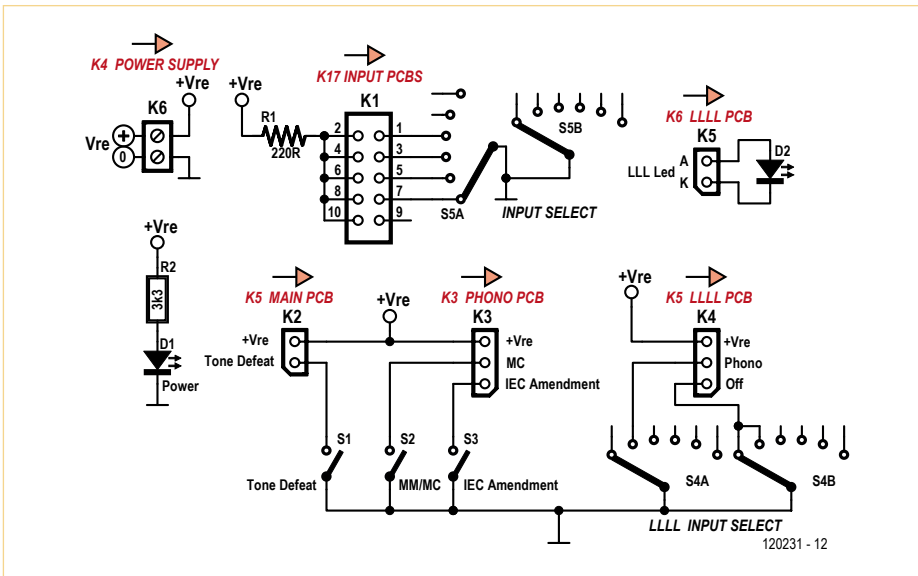 K4 POWER SUPPLY
+Vre
K6
Vre
+
0
+Vre
R1
220R
K17 INPUT PCBS
K1
2
1
4
3
6
5
8
7
10
9
S5A
S5B
INPUT SELECT
K6 LLLL PCB
K5
A
K
LLL Led
D2
+Vre
R2
3k3
D1
Power
K5 MAIN PCB
K2
+Vre
Tone Defeat
+Vre
K3 PHONO PCB
K3
+Vre
MC
IEC Amendment
+Vre
K5 LLLL PCB
K4
+Vre
Phono
Off
S1
Tone Defeat
S2
MM/MC
S3
IEC Amendment
S4A
S4B
LLLL INPUT SELECT
120231 - 12